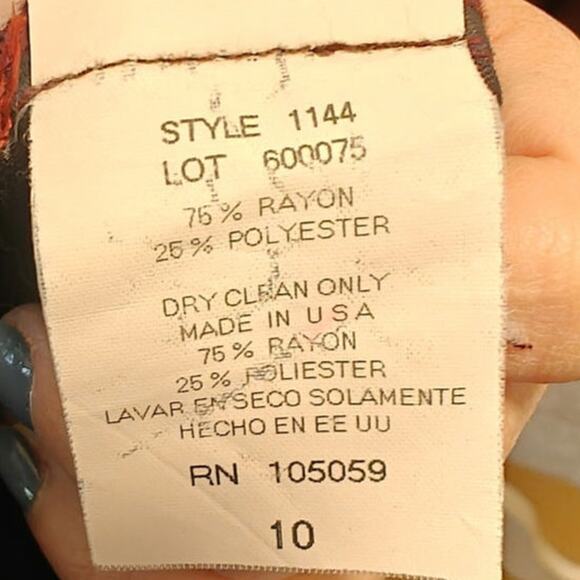 STYLE 1144
LOT 600075
75% RAYON
25% POLYESTER
DRY CLEAN ONLY
MADE IN USA
75% RAYON
25% POLIESTER
LAVAR EN SECO SOLAMENTE
HECHO EN EE UU
RN 105059
10